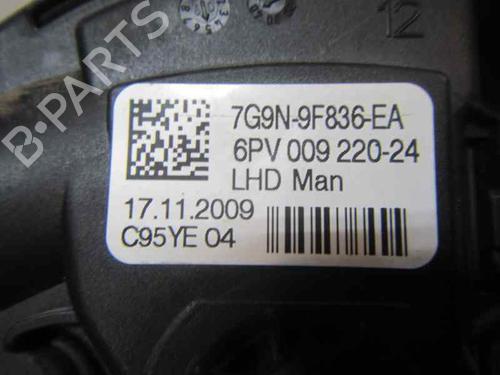 12
7G9N-9F836-EA
6PV 009 220-24
LHD Man
17.11.2009
C95YE 04
B-PARTS